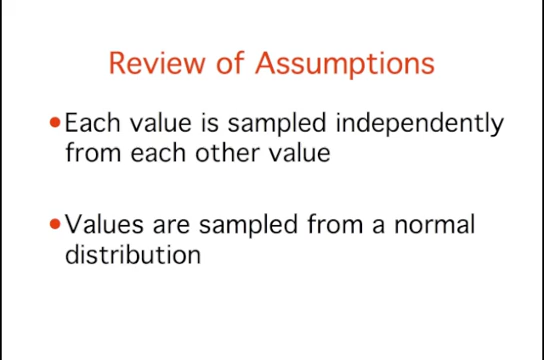 Review of Assumptions
•Each value is sampled independently
from each other value
•Values are sampled from a normal
distribution